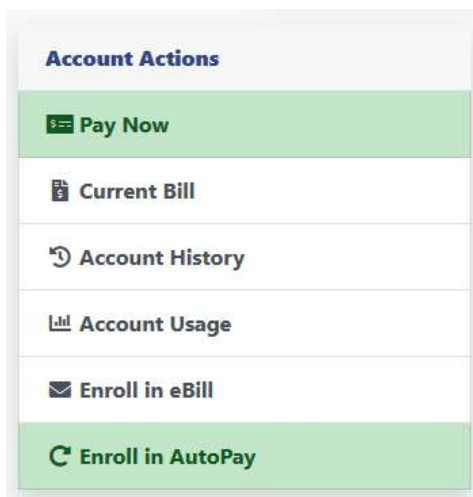 Account Actions
Pay Now
Current Bill
Account History
Account Usage
Enroll in eBill
Enroll in AutoPay